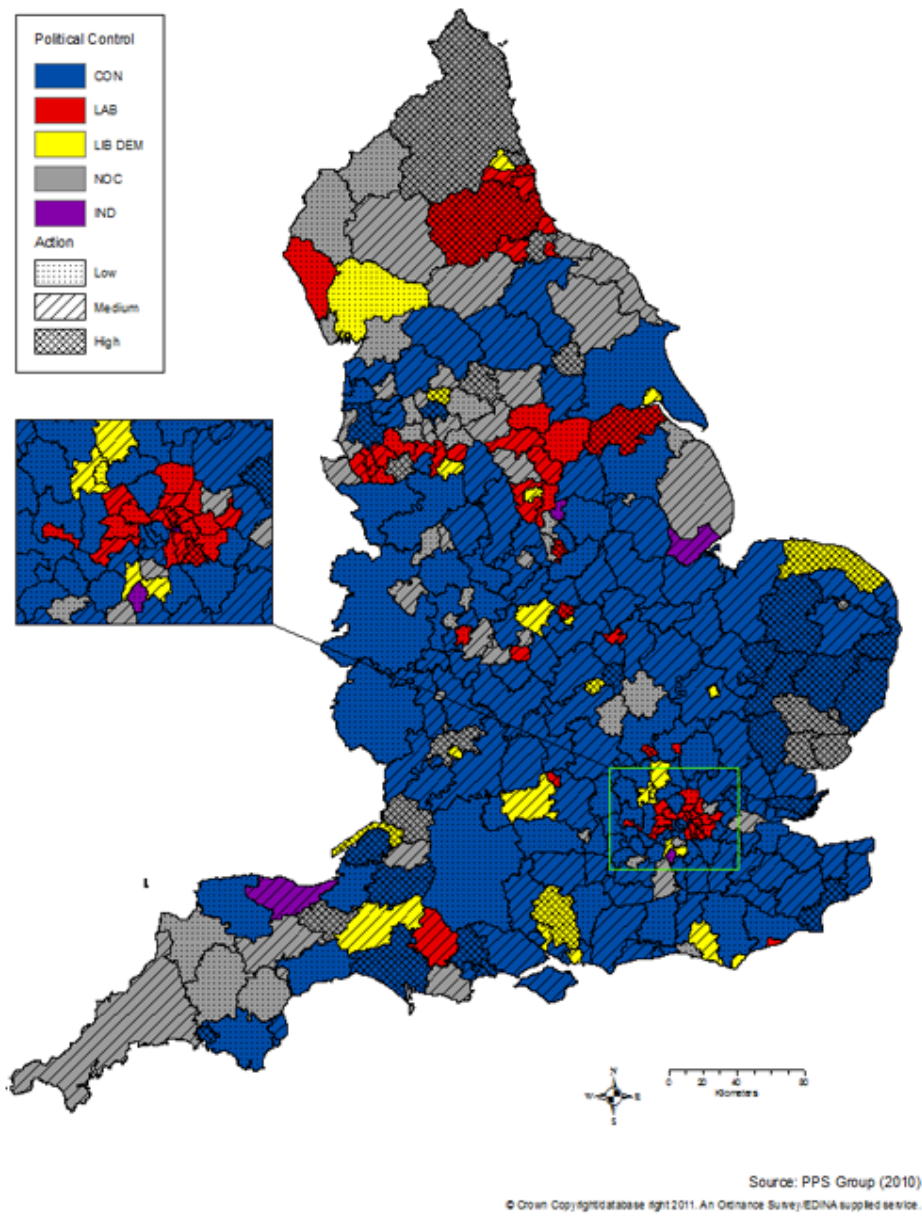 Political Control
CON
LAB
LIB DEM
NOC
IND
Action
Low
Medium
High
N
W E
S
0 20 40 80
Kilometers
Source: PPS Group (2010)
© Crown Copyright/database right 2011. An Ordnance Survey/EDINA supplied service.